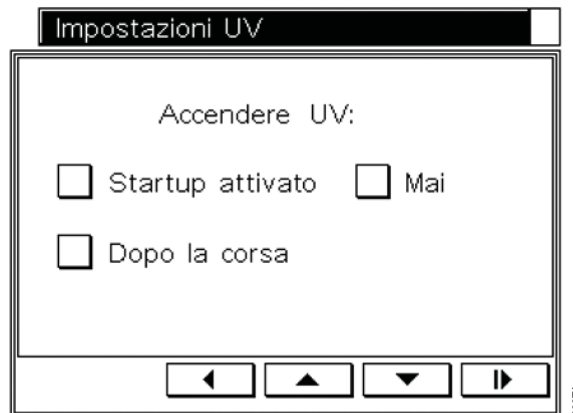 Impostazioni UV
Accendere UV:
Startup attivato Mai
Dopo la corsa